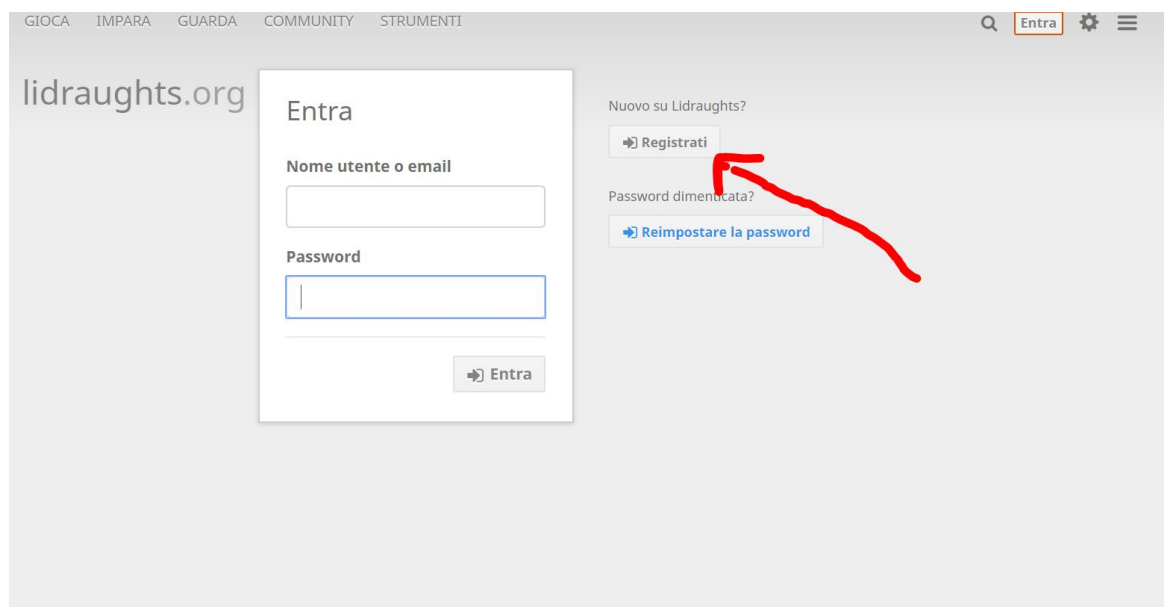 GIOCA IMPARA GUARDA COMMUNITY STRUMENTI Entra
lidraughts.org
Entra
Nome utente o email
Password
Entra
Nuovo su Lidraughts?
Registrati
Password dimenticata?
Reimpostare la password